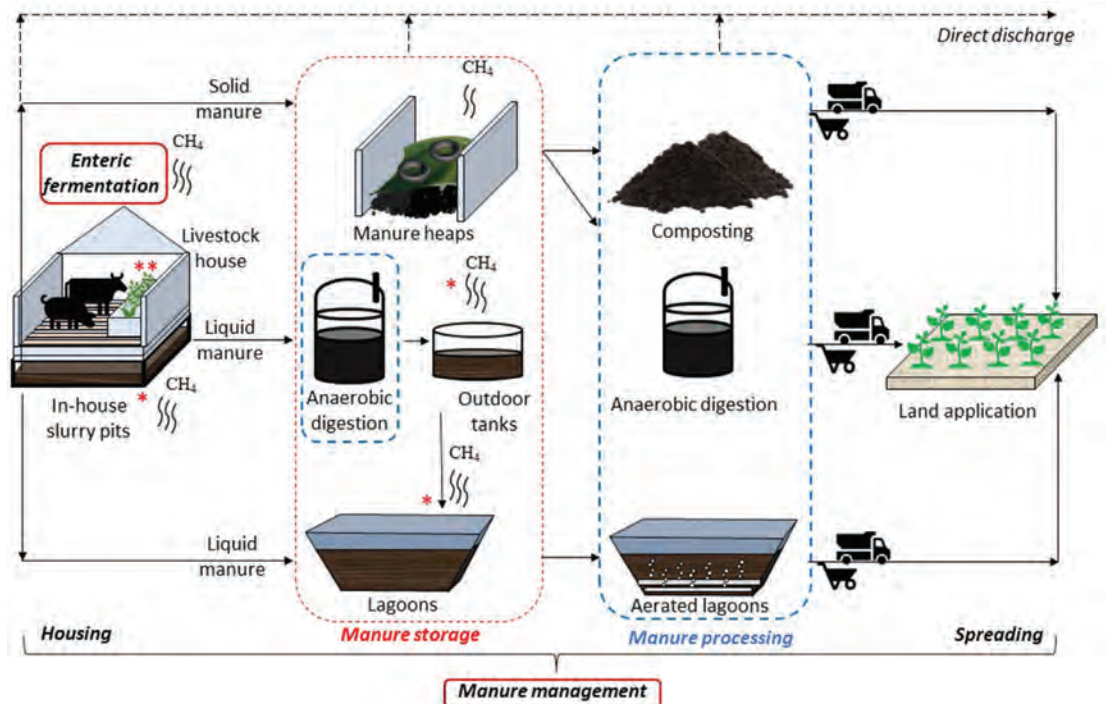 Direct discharge
Solid
manure
CH4
CH4
Enteric
fermentation
Livestock
house
**
Manure heaps
Composting
CH4
*
Liquid
manure
In-house
slurry pits
*
CH4
Anaerobic
digestion
Outdoor
tanks
Anaerobic digestion
Land application
CH4
*
Liquid
manure
Lagoons
Aerated lagoons
Housing
Manure storage
Manure processing
Spreading
Manure management